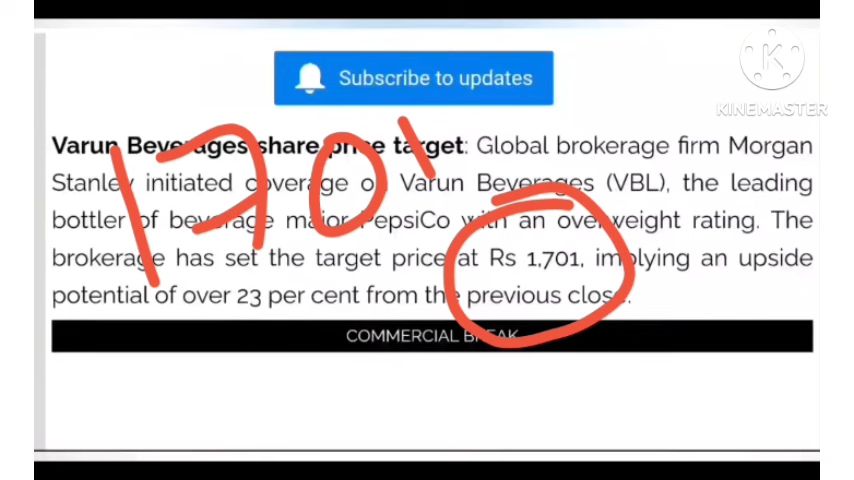 Subscribe to updates
KINEMASTER
Varun Beverages share price target: Global brokerage firm Morgan
Stanley initiated coverage on Varun Beverages (VBL), the leading
bottler of beverage major PepsiCo with an overweight rating. The
brokerage has set the target price at Rs 1,701, implying an upside
potential of over 23 per cent from the previous close.
COMMERCIAL BREAK
1701